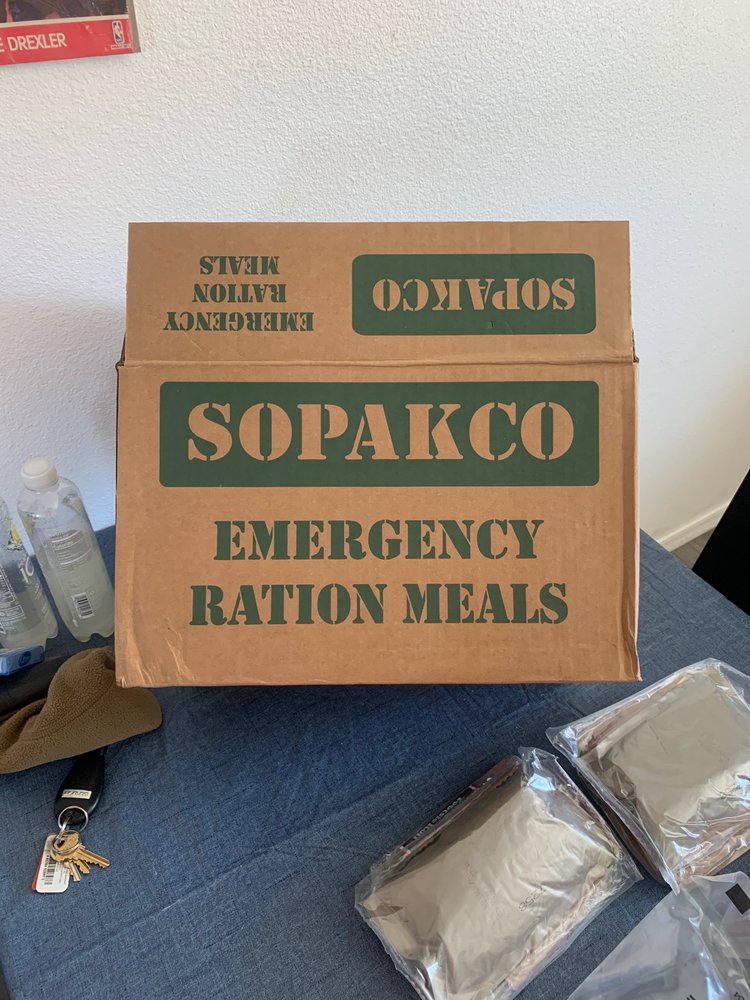 E DREXLER
SOPAKCO
EMERGENCY
RATION
MEALS
SOPAKCO
EMERGENCY
RATION MEALS